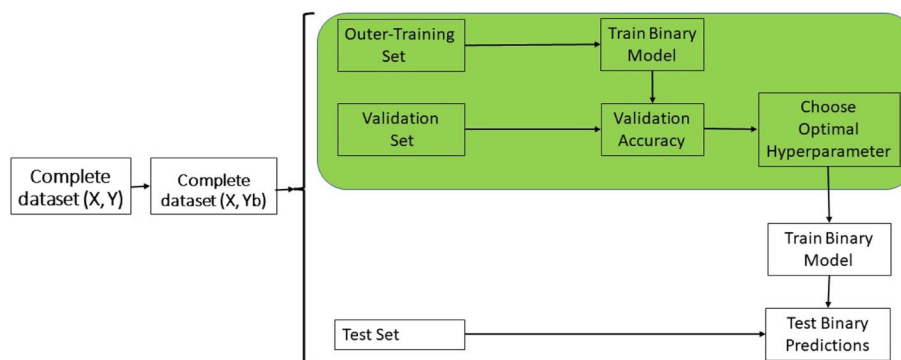 Outer-Training
Set
Train Binary
Model
Validation
Set
Validation
Accuracy
Choose
Optimal
Hyperparameter
Complete
dataset (X, Y)
Complete
dataset (X, Yb)
Train Binary
Model
Test Set
Test Binary
Predictions